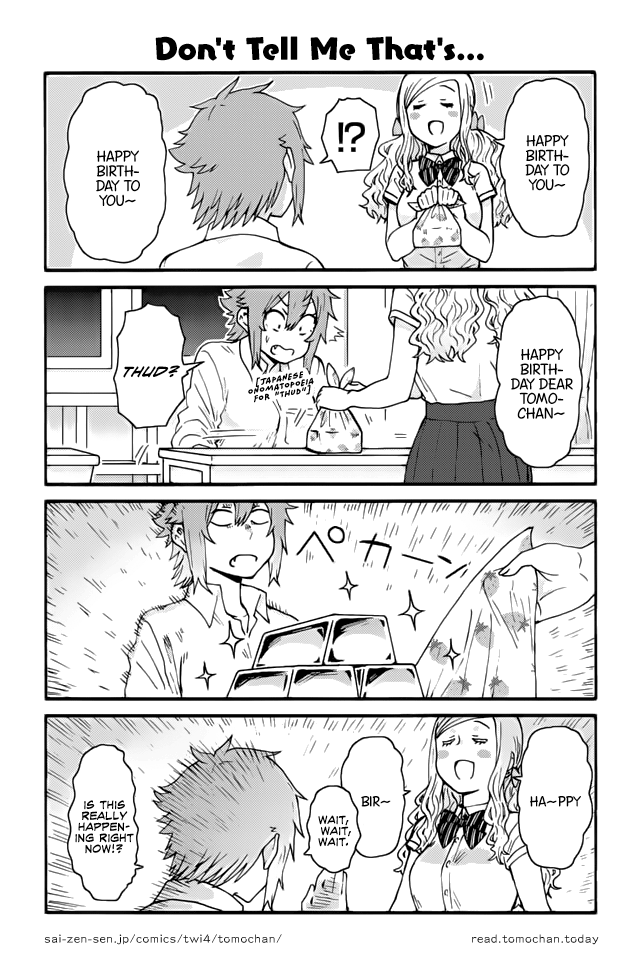 Don't Tell Me That's...
HAPPY
BIRTH-
DAY TO
YOU~
!?
HAPPY
BIRTH-
DAY TO
YOU~
HAPPY
BIRTH-
DAY DEAR
TOMO-
CHAN~
THUD?
[JAPANESE
ONOMATOPOEIA
FOR "THUD"]
ペカーン
HA~PPY
BIR~
WAIT,
WAIT,
WAIT.
IS THIS
REALLY
HAPPEN-
ING RIGHT
NOW!?
sai-zen-sen.jp/comics/twi4/tomochan/
read.tomochan.today